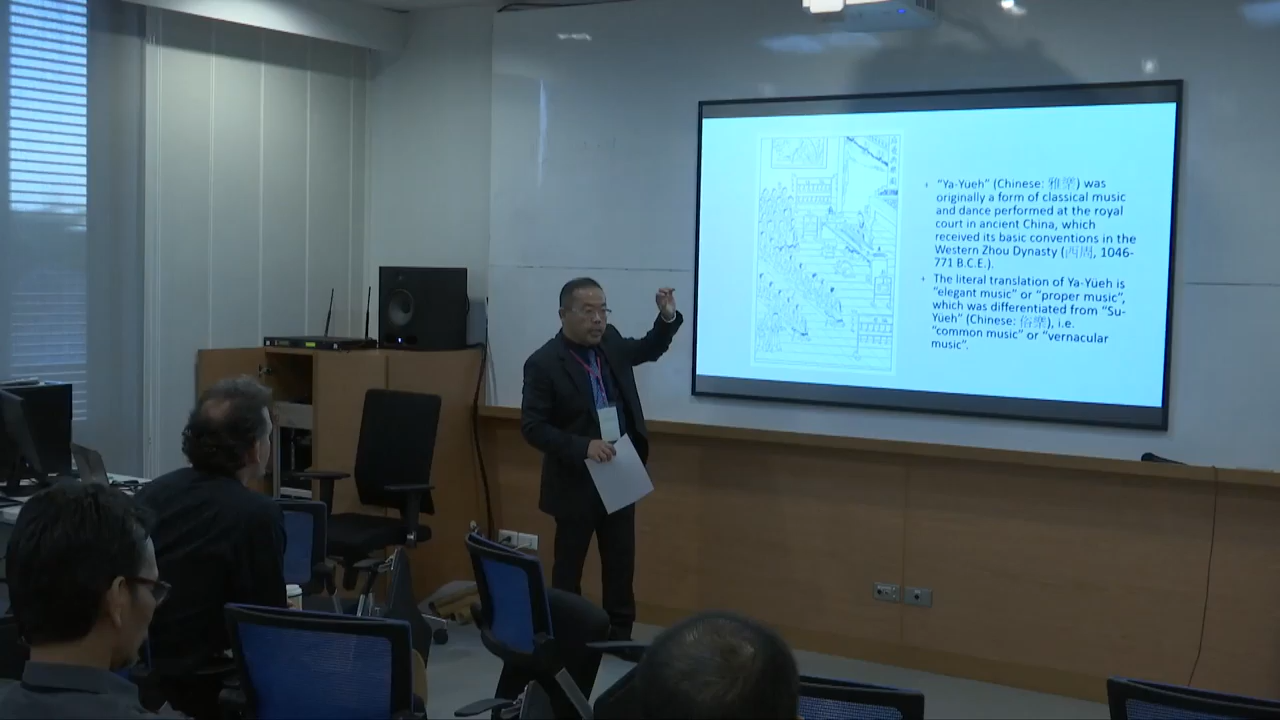 "Ya-Yueh" (Chinese: 雅樂) was
originally a form of classical music
and dance performed at the royal
court in ancient China, which
received its basic conventions in the
Western Zhou Dynasty (西周, 1046-
771 B.C.E.).
The literal translation of Ya-Yüeh is
"elegant music" or "proper music",
which was differentiated from "Su-
Yüeh" (Chinese: 俗樂), i.e.
"common music" or "vernacular
music".